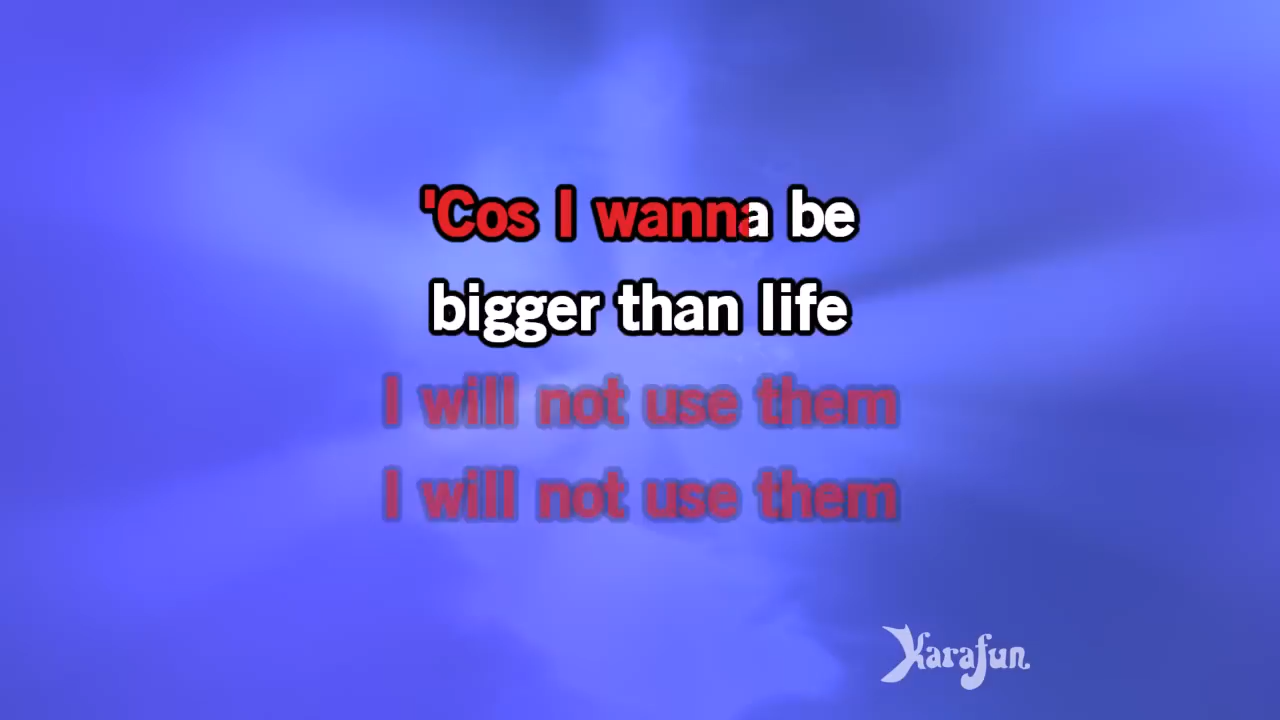 'Cos I wanna be
bigger than life
I will not use them
I will not use them
Karafun